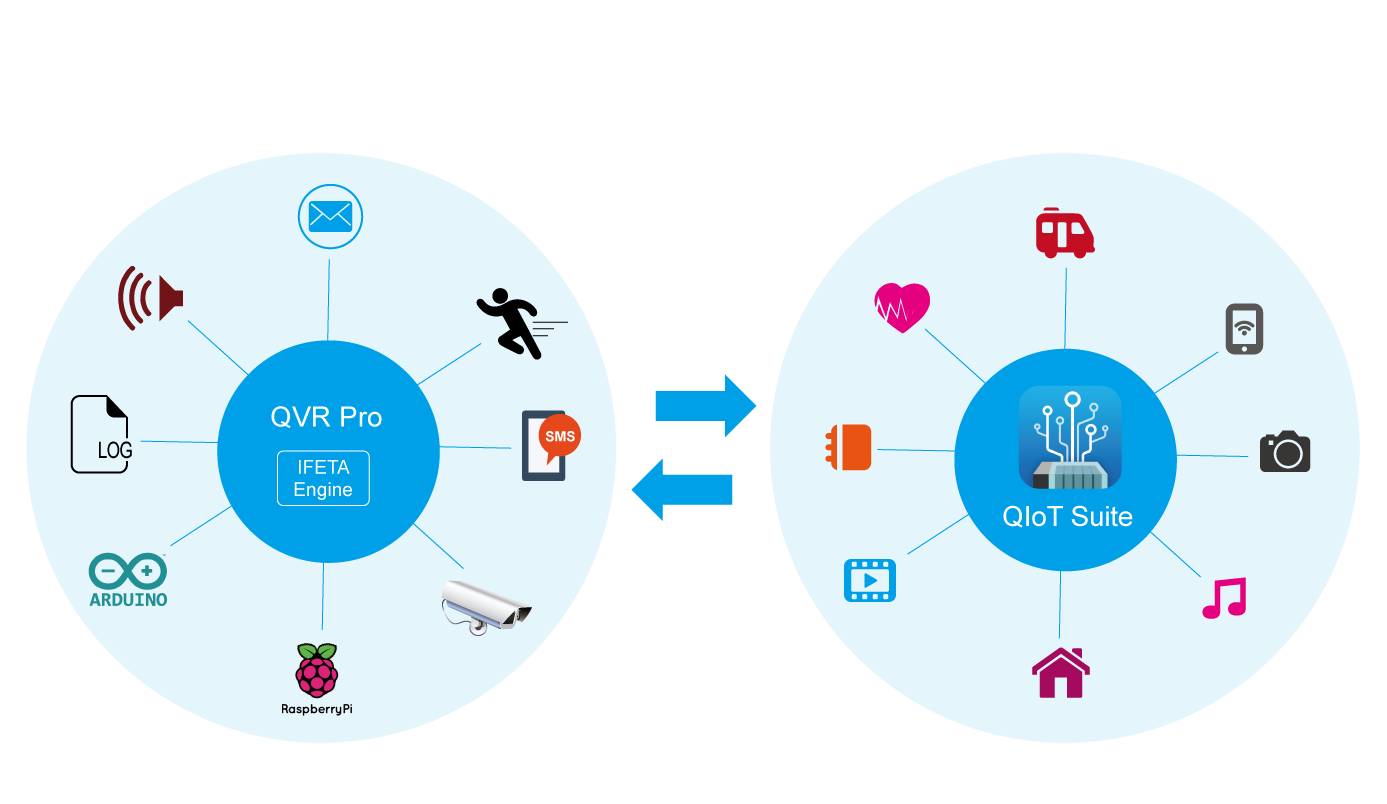 SMS
QVR Pro
IFETA
Engine
LOG
ARDUINO
RaspberryPi
QIoT Suite